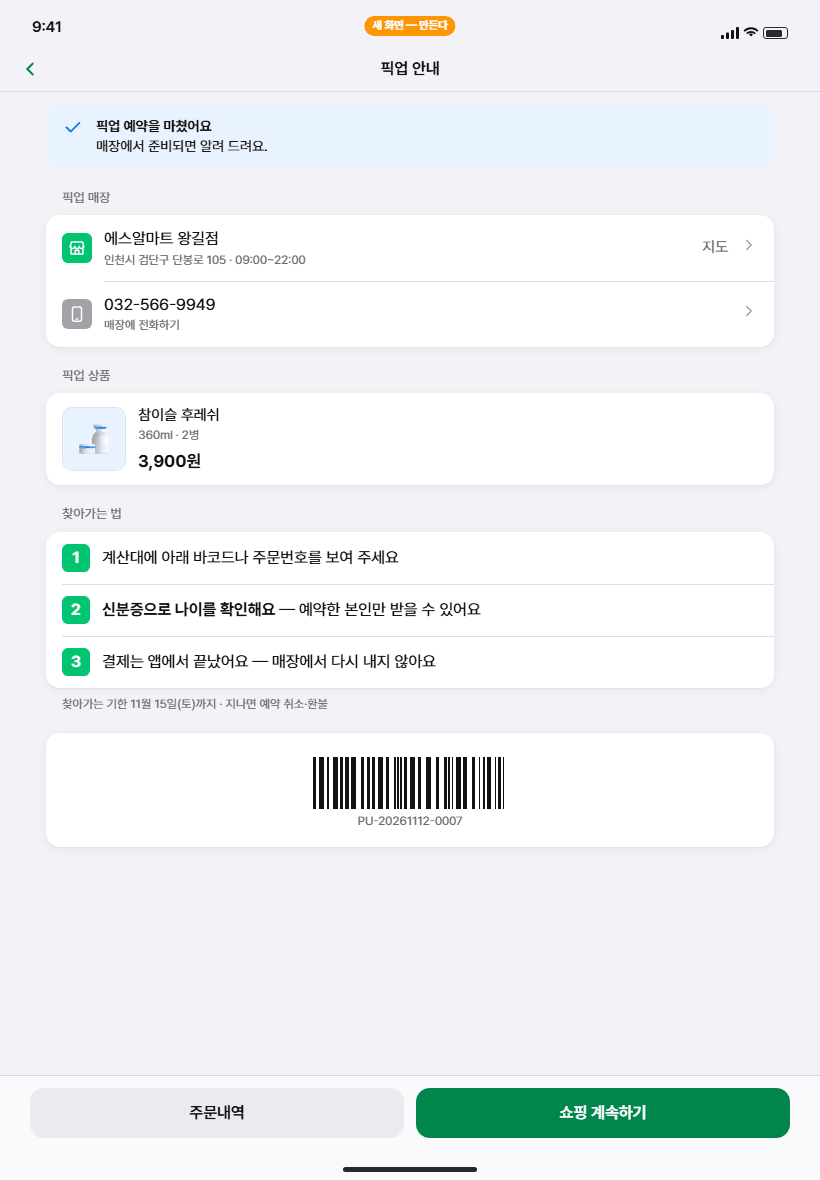 9:41
새 화면 — 만든다
픽업 안내
픽업 예약을 마쳤어요
매장에서 준비되면 알려 드려요.
픽업 매장
에스알마트 왕길점
인천시 검단구 단봉로 105 · 09:00~22:00
지도
032-566-9949
매장에 전화하기
픽업 상품
참이슬 후레쉬
360ml · 2병
3,900원
찾아가는 법
1 계산대에 아래 바코드나 주문번호를 보여 주세요
2 신분증으로 나이를 확인해요 — 예약한 본인만 받을 수 있어요
3 결제는 앱에서 끝났어요 — 매장에서 다시 내지 않아요
찾아가는 기한 11월 15일(토)까지 · 지나면 예약 취소·환불
PU-20261112-0007
주문내역
쇼핑 계속하기